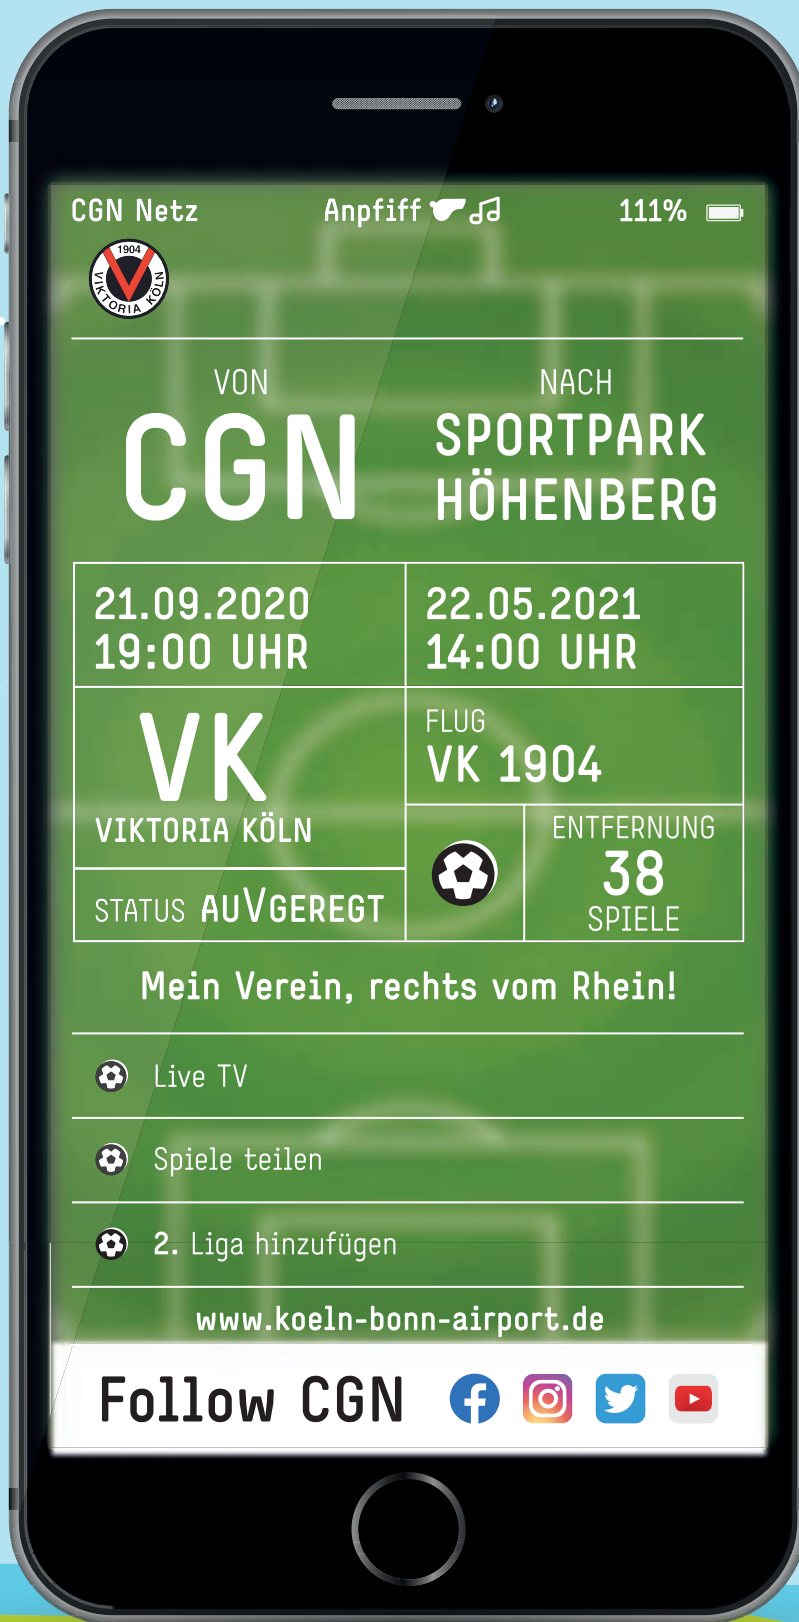 CGN Netz
Anpfiff
111%
1904
VIKTORIA KÖLN
VON
CGN
NACH
SPORTPARK
HÖHENBERG
21.09.2020
19:00 UHR
22.05.2021
14:00 UHR
VK
VIKTORIA KÖLN
FLUG
VK 1904
STATUS AUVGEREGT
ENTFERNUNG
38
SPIELE
Mein Verein, rechts vom Rhein!
Live TV
Spiele teilen
2. Liga hinzufügen
www.koeln-bonn-airport.de
Follow CGN